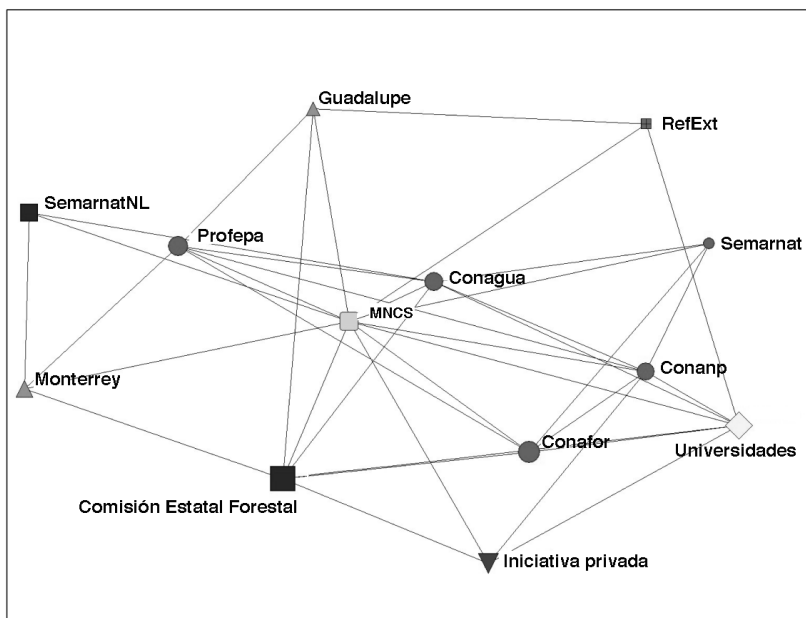 Guadalupe
RefExt
SemarnatNL
Profepa
Semarnat
Conagua
MNCS
Monterrey
Conanp
Conafor
Universidades
Comisión Estatal Forestal
Iniciativa privada